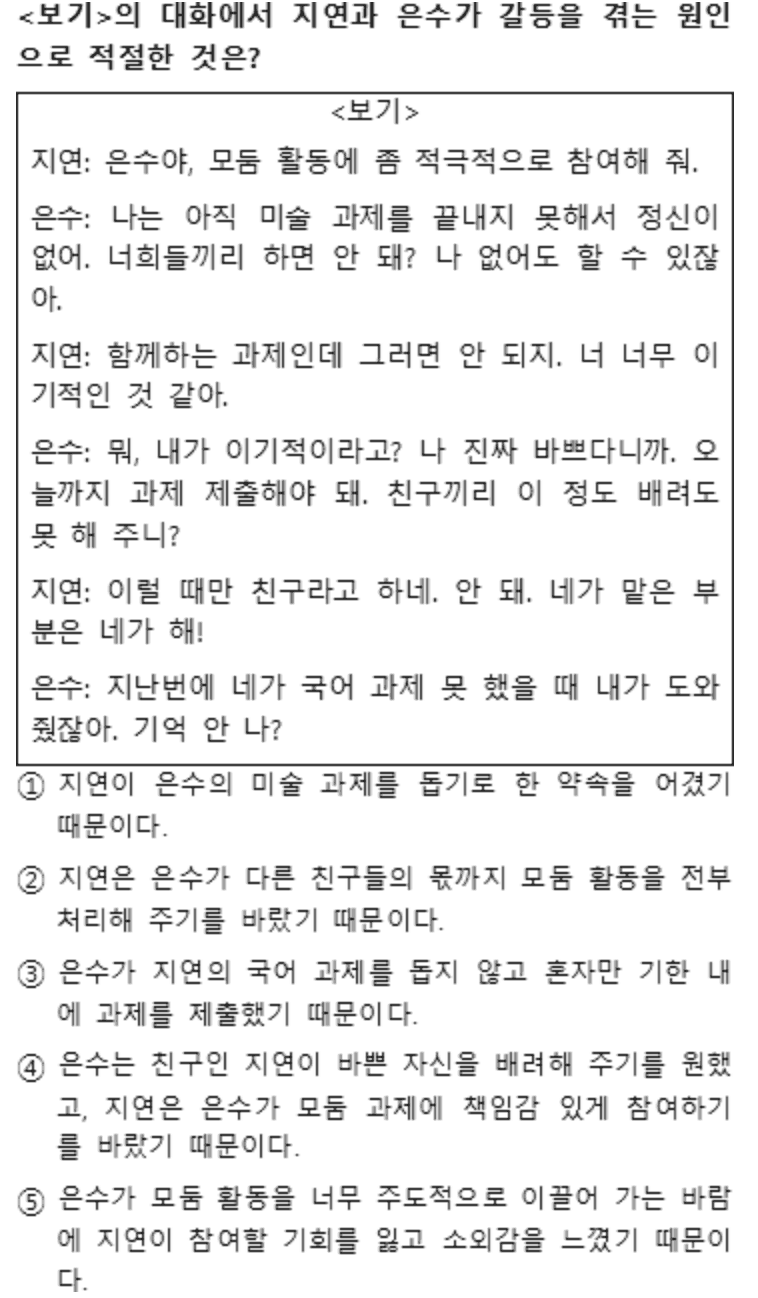 <보기>의 대화에서 지연과 은수가 갈등을 겪는 원인
으로 적절한 것은?
<보기>
지연: 은수야, 모둠 활동에 좀 적극적으로 참여해 줘.
은수: 나는 아직 미술 과제를 끝내지 못해서 정신이
없어. 너희들끼리 하면 안 돼? 나 없어도 할 수 있잖
아.
지연: 함께하는 과제인데 그러면 안 되지. 너 너무 이
기적인 것 같아.
은수: 뭐, 내가 이기적이라고? 나 진짜 바쁘다니까. 오
늘까지 과제 제출해야 돼. 친구끼리 이 정도 배려도
못 해 주니?
지연: 이럴 때만 친구라고 하네. 안 돼. 네가 맡은 부
분은 네가 해!
은수: 지난번에 네가 국어 과제 못 했을 때 내가 도와
줬잖아. 기억 안 나?
① 지연이 은수의 미술 과제를 돕기로 한 약속을 어겼기
때문이다.
② 지연은 은수가 다른 친구들의 몫까지 모둠 활동을 전부
처리해 주기를 바랐기 때문이다.
③ 은수가 지연의 국어 과제를 돕지 않고 혼자만 기한 내
에 과제를 제출했기 때문이다.
④ 은수는 친구인 지연이 바쁜 자신을 배려해 주기를 원했
고, 지연은 은수가 모둠 과제에 책임감 있게 참여하기
를 바랐기 때문이다.
⑤ 은수가 모둠 활동을 너무 주도적으로 이끌어 가는 바람
에 지연이 참여할 기회를 잃고 소외감을 느꼈기 때문이
다.